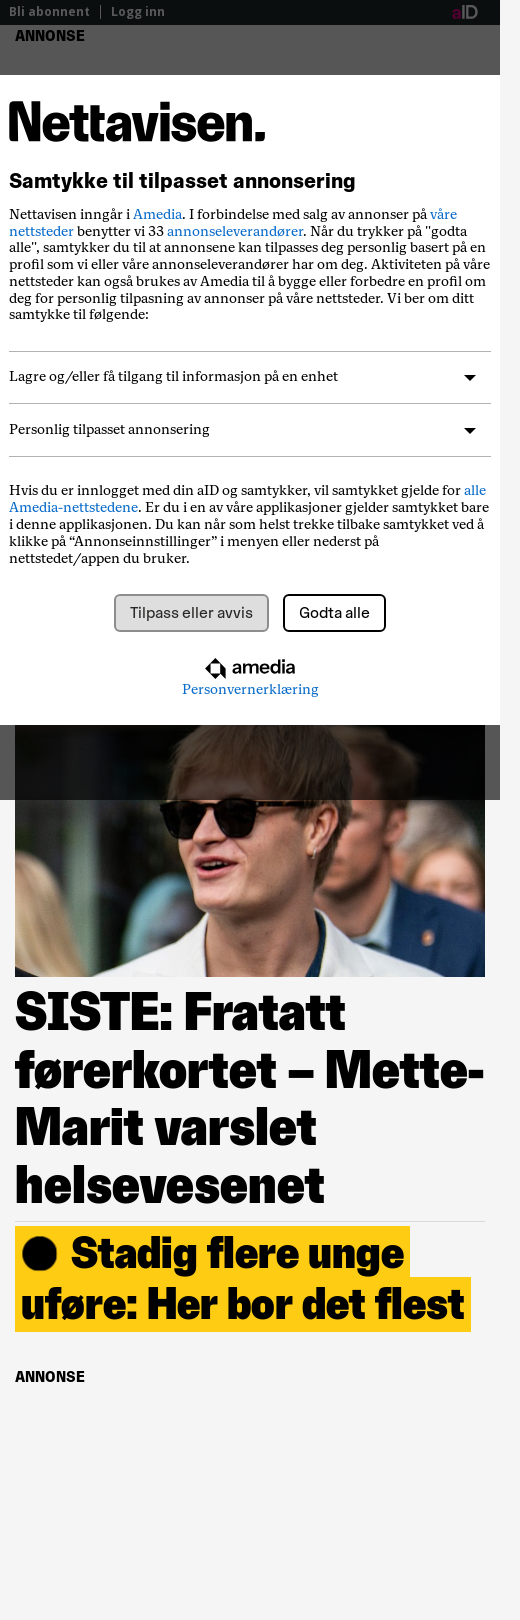 Bli abonnent | Logg inn aID
ANNONSE
Nettavisen.
Samtykke til tilpasset annonsering
Nettavisen inngår i Amedia. I forbindelse med salg av annonser på våre
nettsteder benytter vi 33 annonseleverandører. Når du trykker på "godta
alle", samtykker du til at annonsene kan tilpasses deg personlig basert på en
profil som vi eller våre annonseleverandører har om deg. Aktiviteten på våre
nettsteder kan også brukes av Amedia til å bygge eller forbedre en profil om
deg for personlig tilpasning av annonser på våre nettsteder. Vi ber om ditt
samtykke til følgende:
Lagre og/eller få tilgang til informasjon på en enhet
Personlig tilpasset annonsering
Hvis du er innlogget med din aID og samtykker, vil samtykket gjelde for alle
Amedia-nettstedene. Er du i en av våre applikasjoner gjelder samtykket bare
i denne applikasjonen. Du kan når som helst trekke tilbake samtykket ved å
klikke på “Annonseinnstillinger” i menyen eller nederst på
nettstedet/appen du bruker.
Tilpass eller avvis Godta alle
amedia
Personvernerklæring
SISTE: Fratatt
førerkortet – Mette-
Marit varslet
helsevesenet
Stadig flere unge
uføre: Her bor det flest
ANNONSE